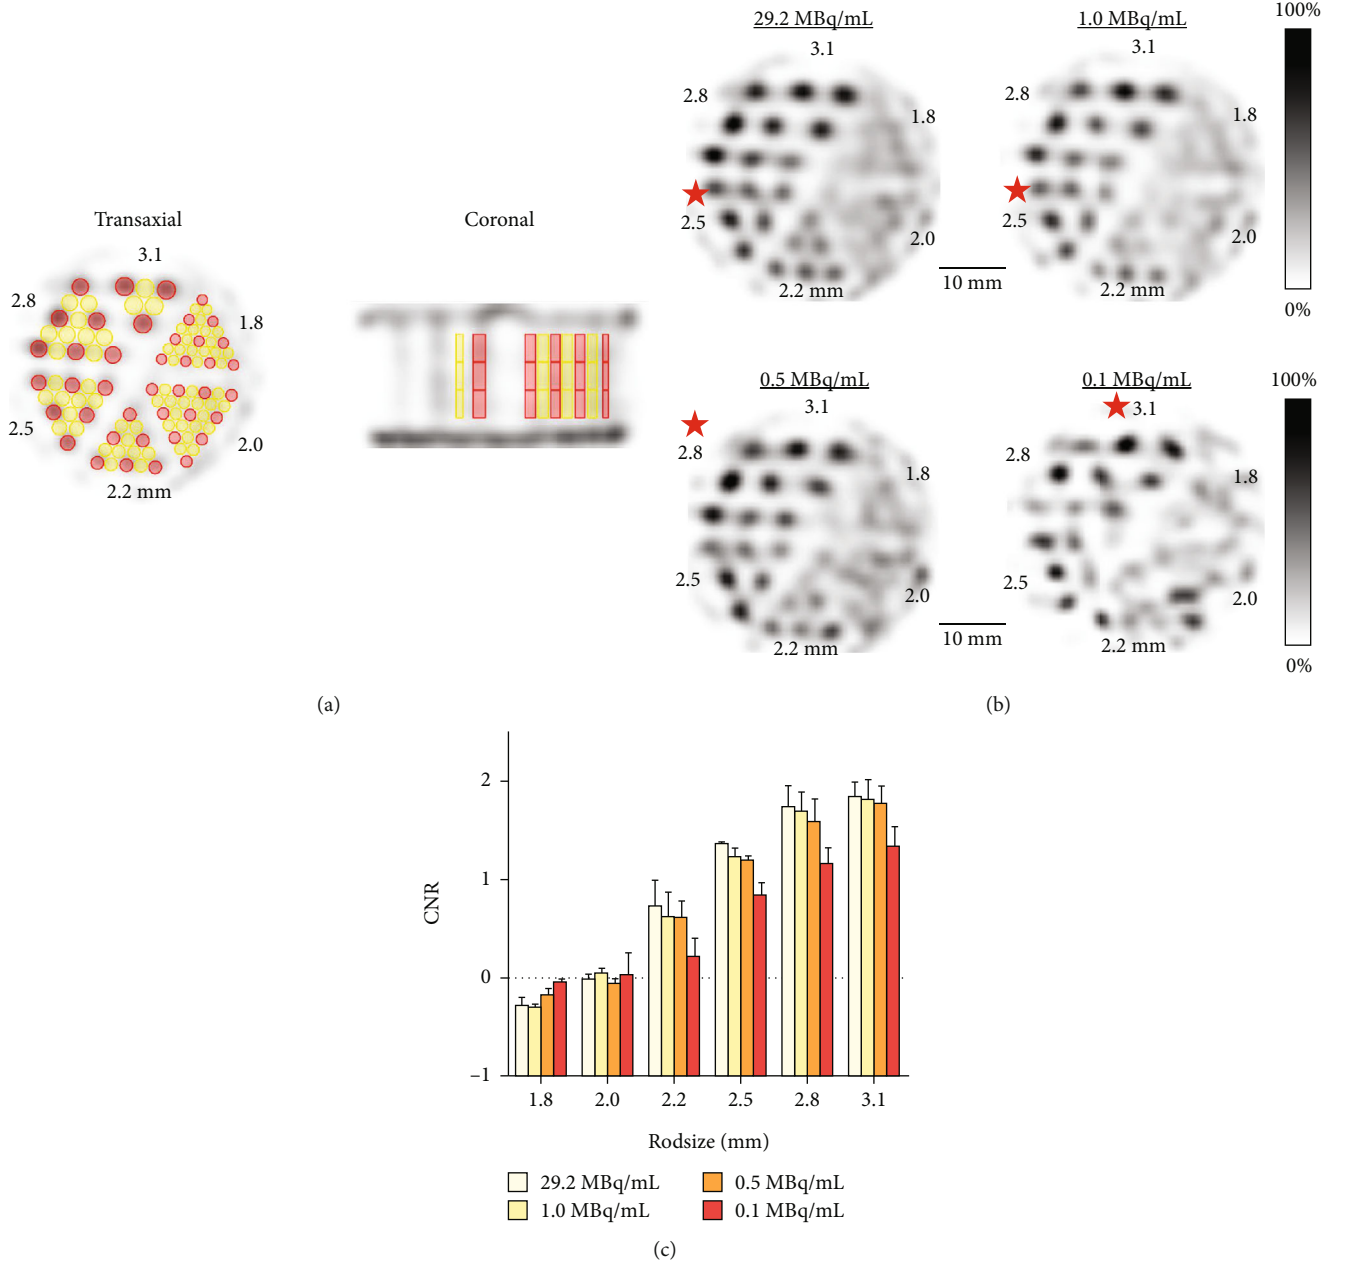 Transaxial
3.1
2.8
1.8
2.5
2.0
2.2 mm
Coronal
(a)
29.2 MBq/mL
3.1
2.8
1.8
2.5
2.0
2.2 mm
1.0 MBq/mL
3.1
2.8
1.8
2.5
2.0
2.2 mm
10 mm
100%
0%
0.5 MBq/mL
3.1
2.8
1.8
2.5
2.0
2.2 mm
0.1 MBq/mL
3.1
2.8
1.8
2.5
2.0
2.2 mm
10 mm
100%
0%
(b)
CNR
2
1
0
–1
1.8 2.0 2.2 2.5 2.8 3.1
Rodsize (mm)
29.2 MBq/mL
1.0 MBq/mL
0.5 MBq/mL
0.1 MBq/mL
(c)